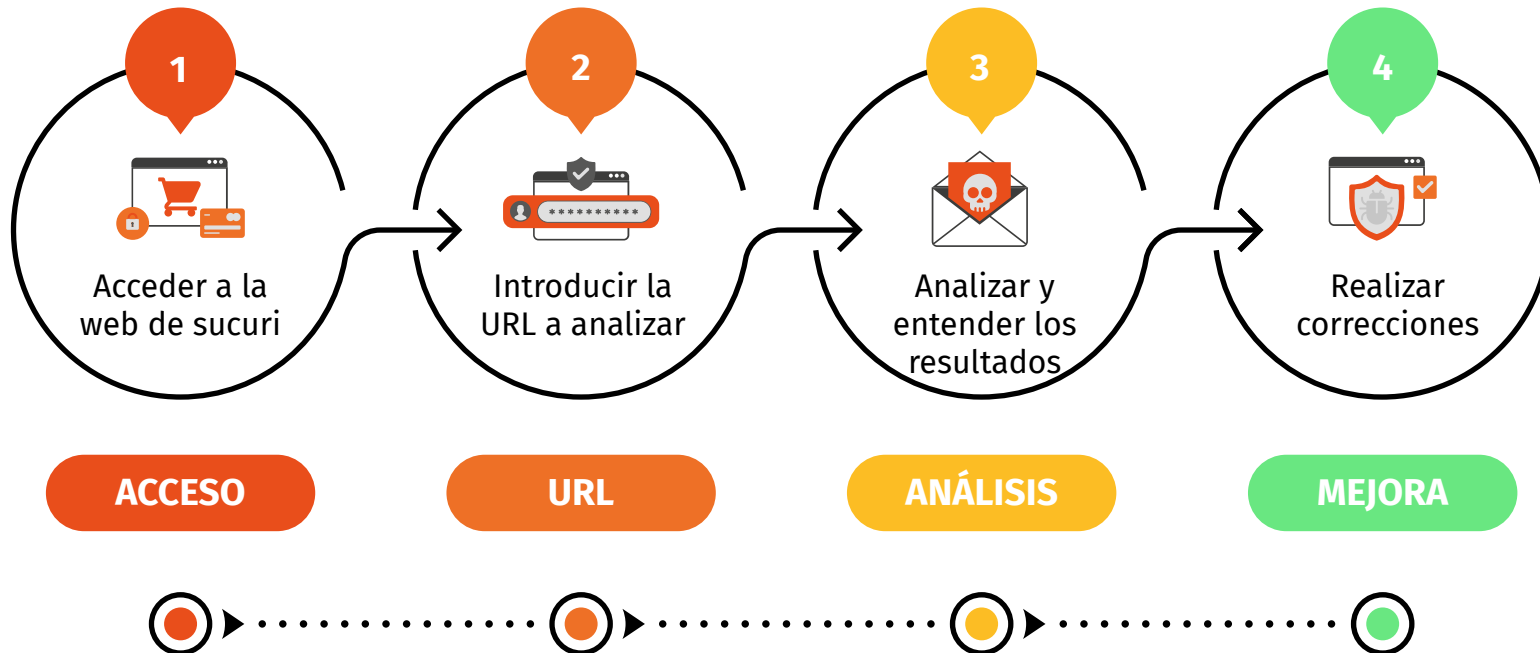 1
2
3
4
**********
Acceder a la
web de sucuri
Introducir la
URL a analizar
Analizar y
entender los
resultados
Realizar
correcciones
ACCESO
URL
ANÁLISIS
MEJORA